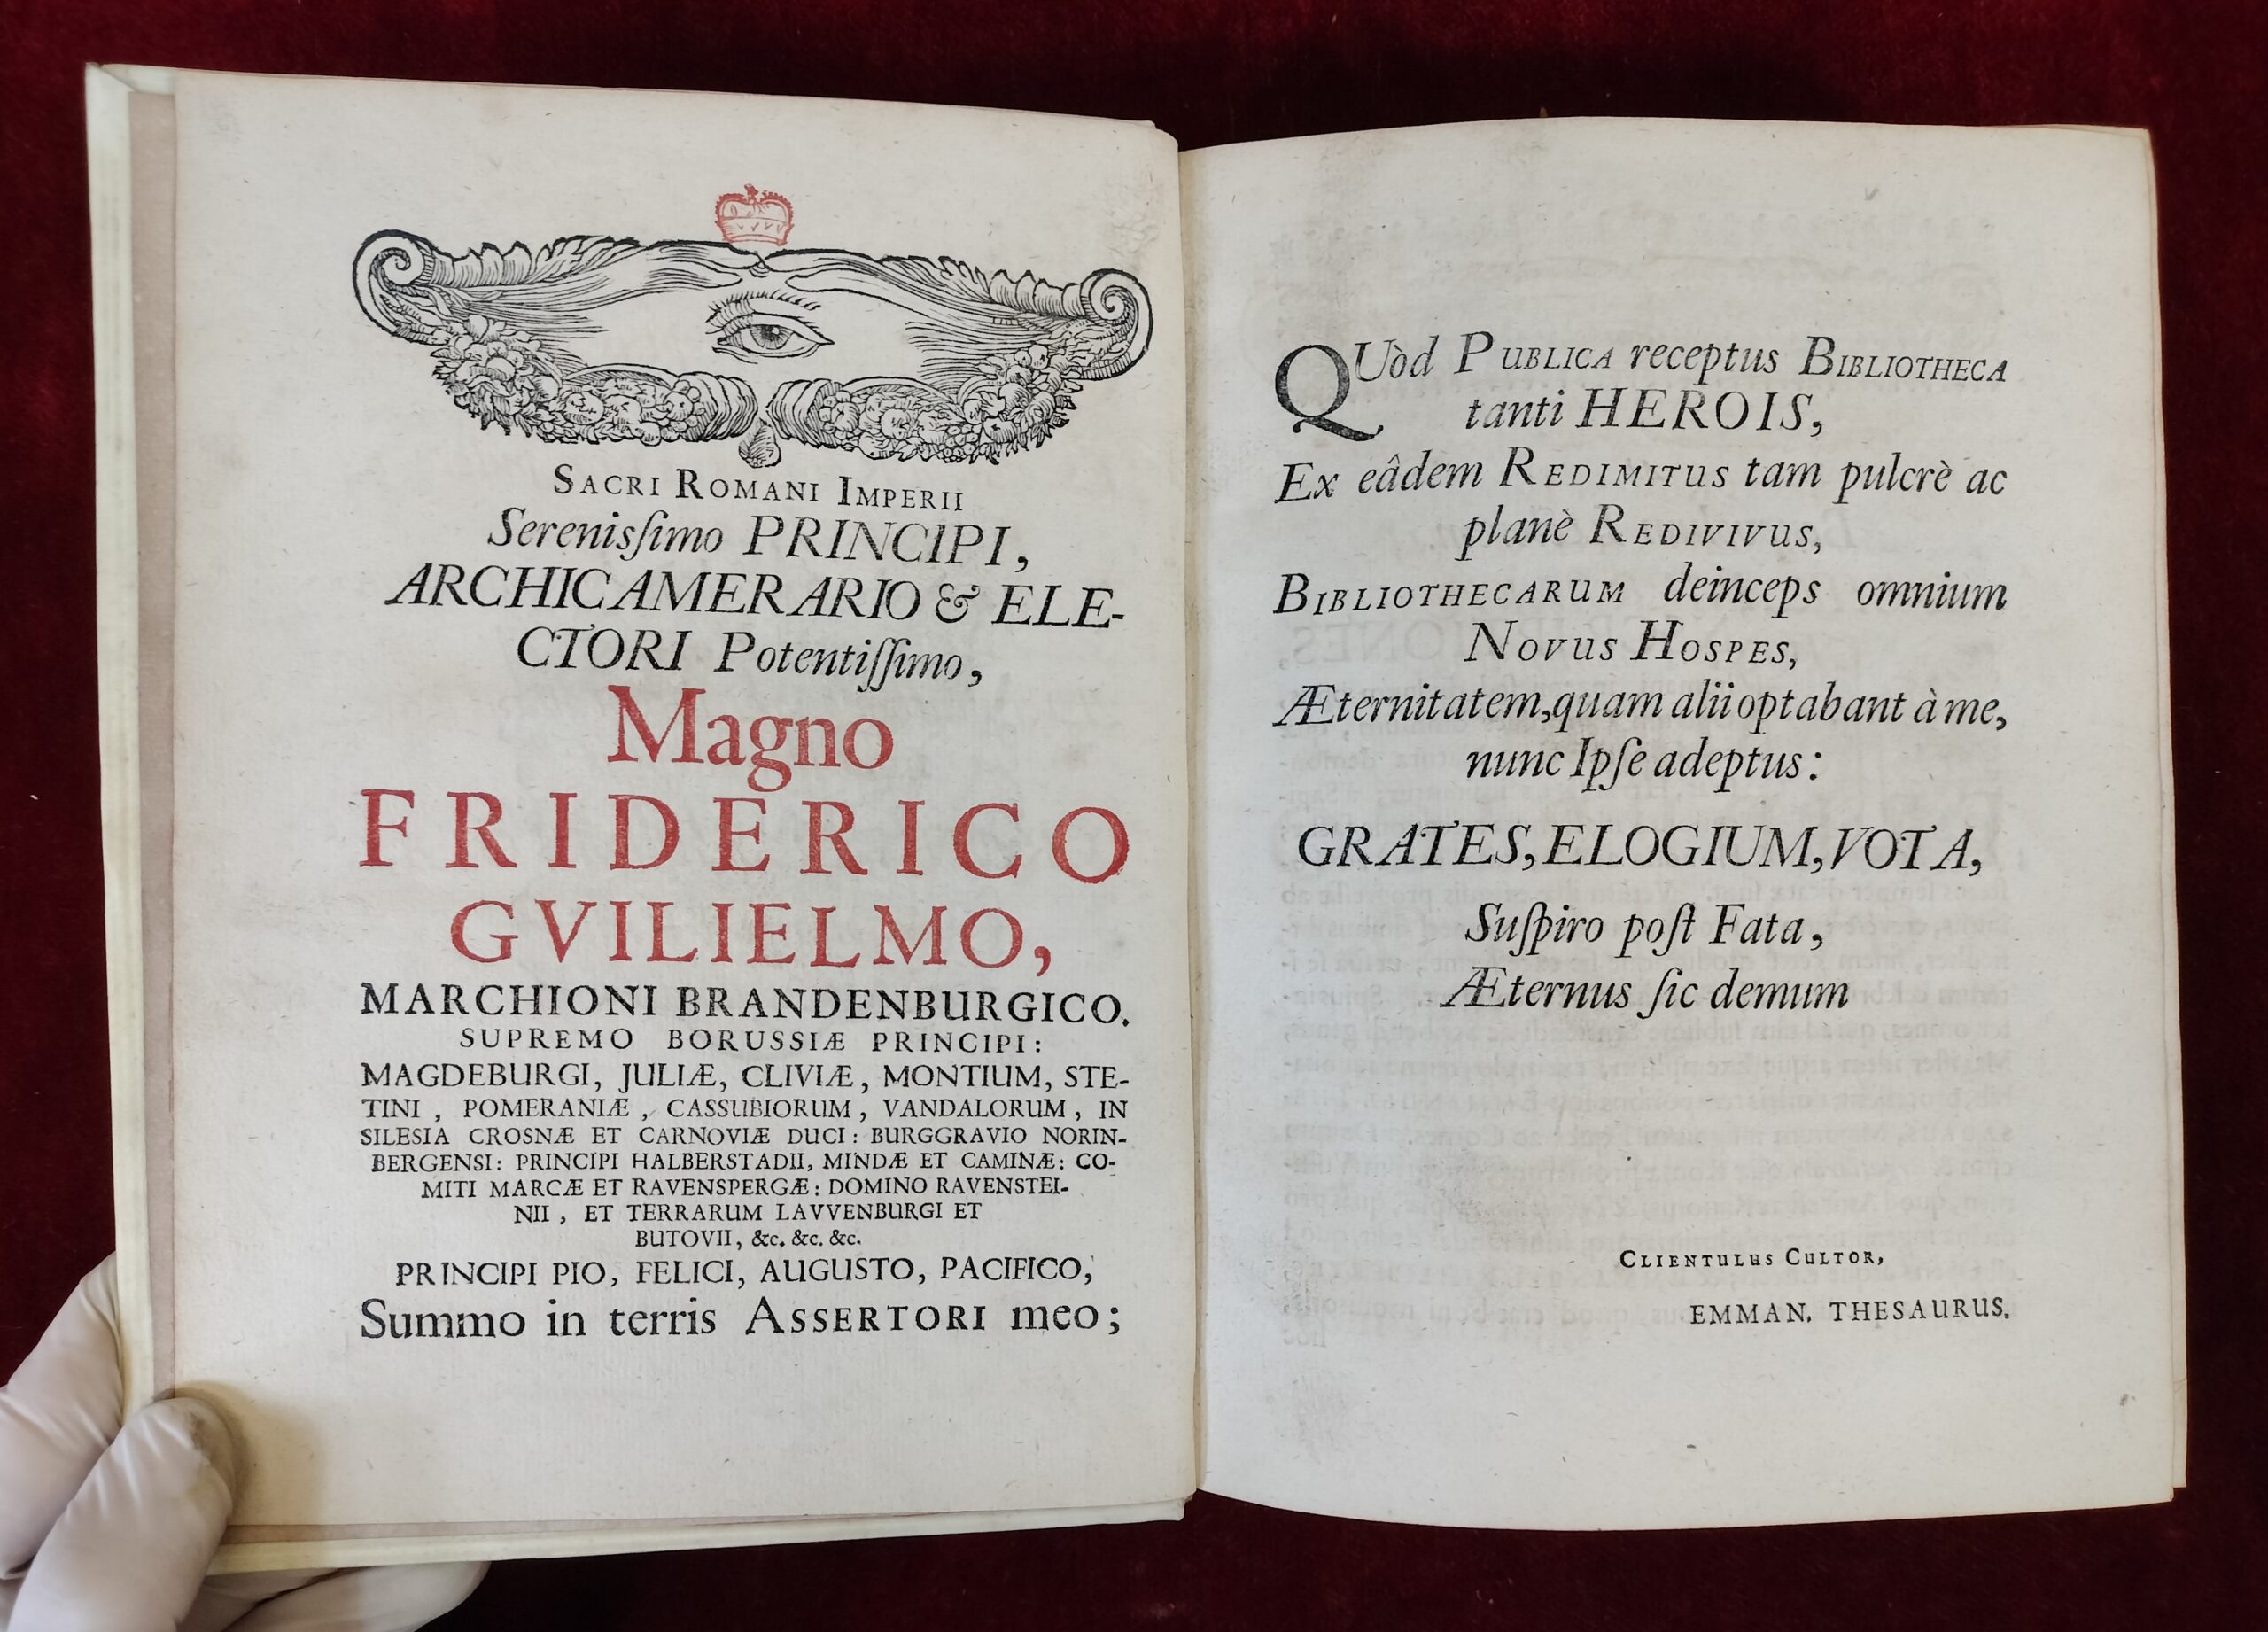 SACRI ROMANI IMPERII
Serenisſimo PRINCIPI,
ARCHICAMERARIO & ELE-
CTORI Potentiſſimo,
Magno
FRIDERICO
GVILIELMO,
MARCHIONI BRANDENBURGICO.
SUPREMO BORUSSIÆ PRINCIPI:
MAGDEBURGI, JULIÆ, CLIVIÆ, MONTIUM, STE-
TINI, POMERANIÆ, CASSUBIORUM, VANDALORUM, IN
SILESIA CROSNÆ ET CARNOVIÆ DUCI: BURGGRAVIO NORIN-
BERGENSI: PRINCIPI HALBERSTADII, MINDÆ ET CAMINÆ: CO-
MITI MARCÆ ET RAVENSPERGÆ: DOMINO RAVENSTEI-
NII, ET TERRARUM LAVVENBURGI ET
BUTOVII, &c. &c. &c.
PRINCIPI PIO, FELICI, AUGUSTO, PACIFICO,
Summo in terris ASSERTORI meo;
QUòd PUBLICA receptus BIBLIOTHECA
tanti HEROIS,
Ex eâdem REDIMITUS tam pulcrè ac
planè REDIVIVUS,
BIBLIOTHECARUM deinceps omnium
NOVUS HOSPES,
Æternitatem, quam alii optabant à me,
nunc Ipſe adeptus:
GRATES, ELOGIUM, VOTA,
Suſpiro poſt Fata,
Æternus ſic demum
CLIENTULUS CULTOR,
EMMAN. THESAURUS.